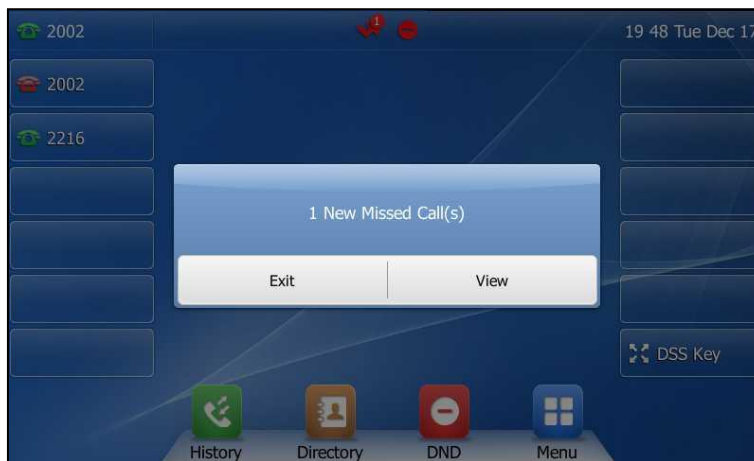 2002
1
19 48 Tue Dec 17
2002
2216
1 New Missed Call(s)
Exit
View
DSS Key
History
Directory
DND
Menu